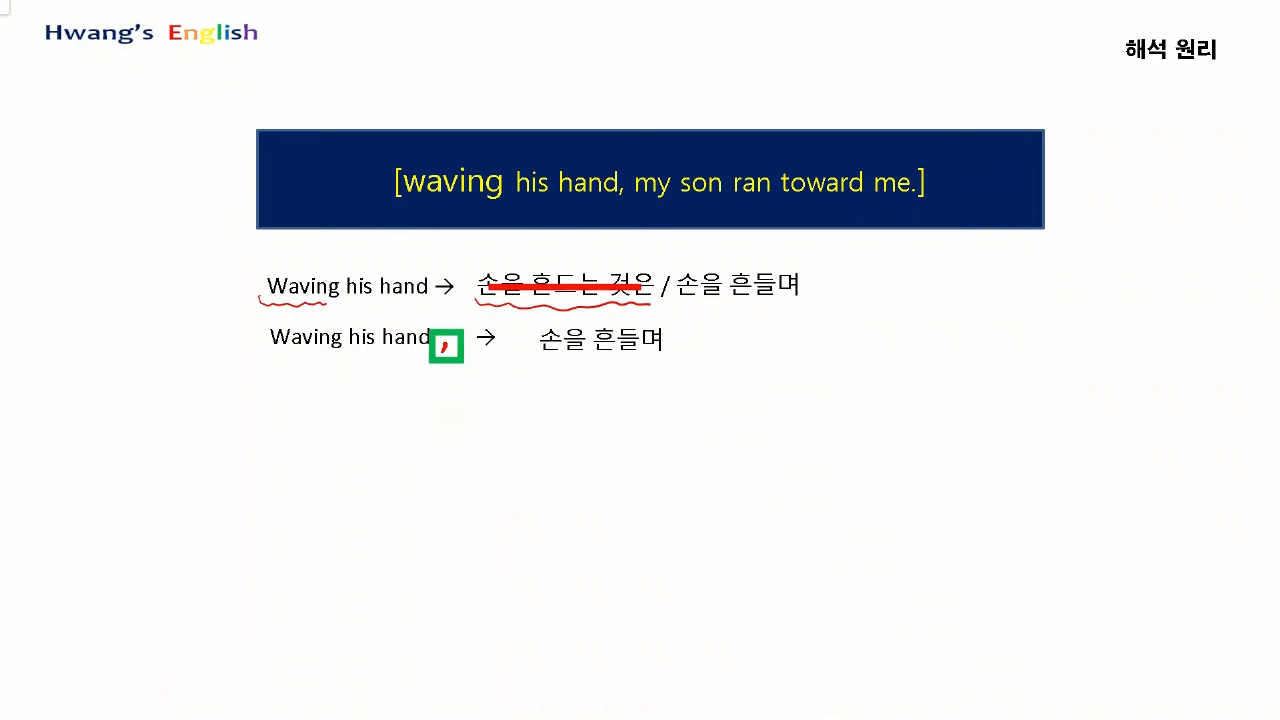 Hwang's English
해석 원리
[waving his hand, my son ran toward me.]
Waving his hand → 손을 흔드는 것은 / 손을 흔들며
Waving his hand , → 손을 흔들며